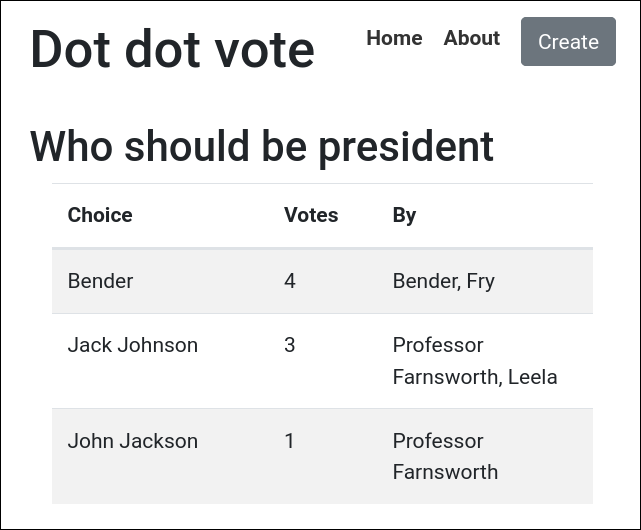 Dot dot vote
Home About Create
Who should be president
Choice Votes By
Bender 4 Bender, Fry
Jack Johnson 3 Professor
Farnsworth, Leela
John Jackson 1 Professor
Farnsworth